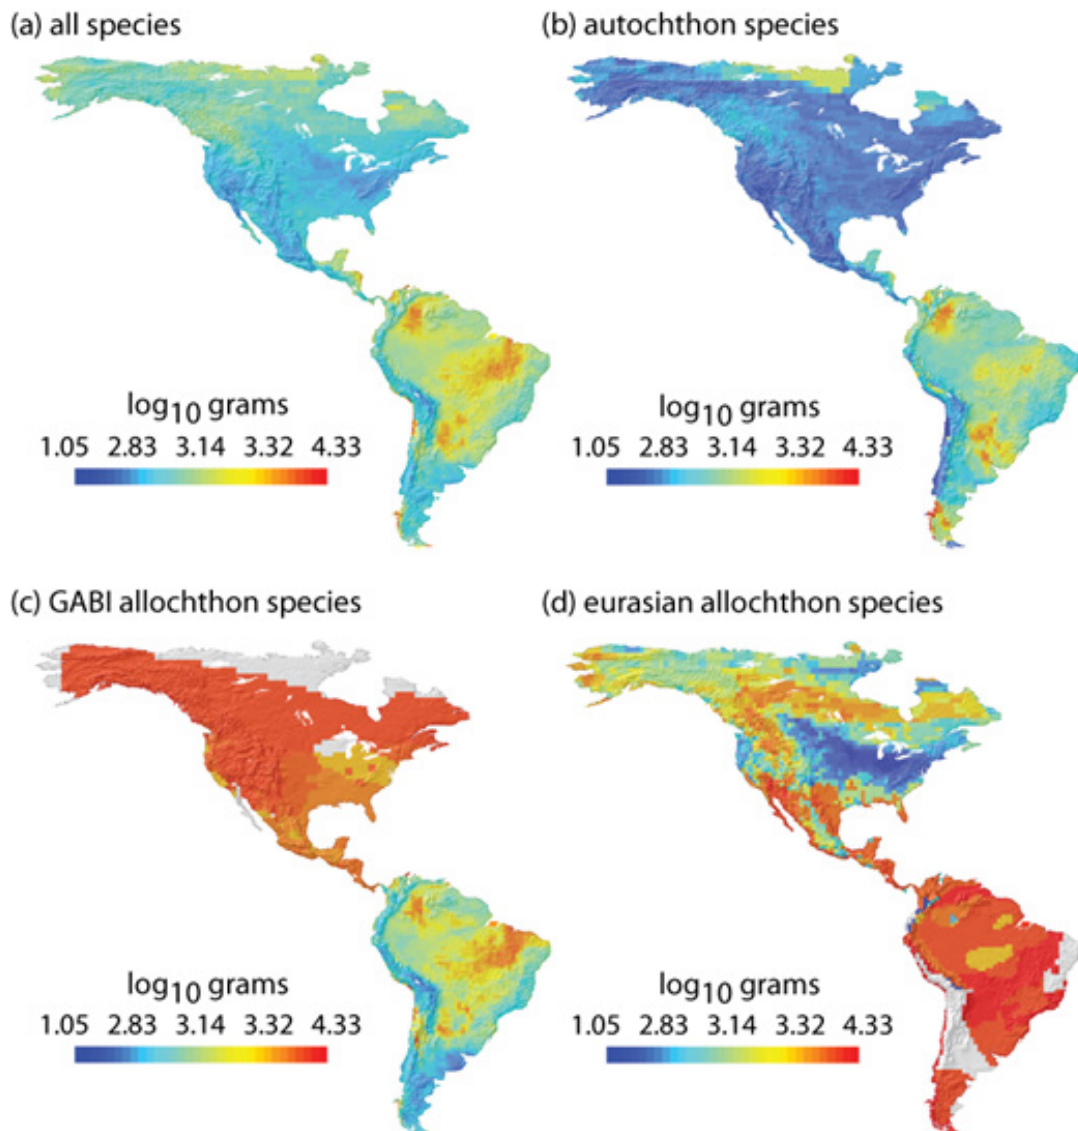 (a) all species
(b) autochthon species
log10 grams
1.05 2.83 3.14 3.32 4.33
log10 grams
1.05 2.83 3.14 3.32 4.33
(c) GABI allochthon species
(d) eurasian allochthon species
log10 grams
1.05 2.83 3.14 3.32 4.33
log10 grams
1.05 2.83 3.14 3.32 4.33